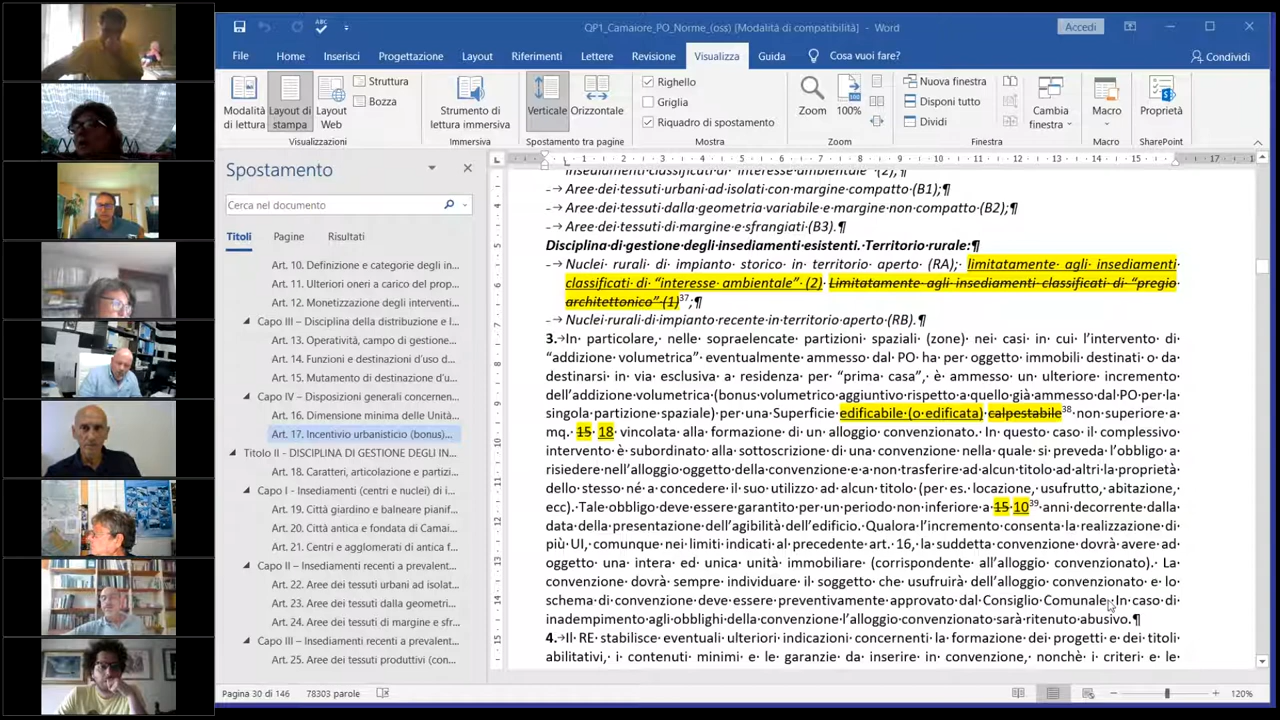 QP1_Camaiore_PO_Norme_(oss) [Modalità di compatibilità] - Word
Accedi
File Home Inserisci Progettazione Layout Riferimenti Lettere Revisione Visualizza Guida Cosa vuoi fare? Condividi
Modalità di lettura
Layout di stampa
Layout Web
Struttura
Bozza
Visualizzazioni
Strumento di lettura immersiva
Immersiva
Verticale
Orizzontale
Spostamento tra pagine
Righello
Griglia
Riquadro di spostamento
Mostra
Zoom
100%
Zoom
Nuova finestra
Disponi tutto
Dividi
Cambia finestra
Finestra
Macro
Macro
Proprietà
SharePoint
Spostamento
Cerca nel documento
Titoli Pagine Risultati
Art. 10. Definizione e categorie degli in...
Art. 11. Ulteriori oneri a carico del prop...
Art. 12. Monetizzazione degli interventi...
Capo III – Disciplina della distribuzione e l...
Art. 13. Operatività, campo di gestione...
Art. 14. Funzioni e destinazioni d'uso d...
Art. 15. Mutamento di destinazione d'u...
Capo IV – Disposizioni generali concernen...
Art. 16. Dimensione minima delle Unità...
Art. 17. Incentivo urbanisticio (bonus)...
Titolo II - DISCIPLINA DI GESTIONE DEGLI IN...
Art. 18. Caratteri, articolazione e partizi...
Capo I - Insediamenti (centri e nuclei) di i...
Art. 19. Città giardino e balneare pianif...
Art. 20. Città antica e fondata di Camai...
Art. 21. Centri e agglomerati di antica f...
Capo II – Insediamenti recenti a prevalent...
Art. 22. Aree dei tessuti urbani ad isolat...
Art. 23. Aree dei tessuti dalla geometri...
Art. 24. Aree dei tessuti di margine e sfr...
Capo III – Insediamenti recenti a prevalent...
Art. 25. Aree dei tessuti produttivi (con...
insediamenti classificati di "interesse ambientale" (2);¶
- → Aree dei tessuti urbani ad isolati con margine compatto (B1);¶
- → Aree dei tessuti dalla geometria variabile e margine non compatto (B2);¶
- → Aree dei tessuti di margine e sfrangiati (B3).¶
Disciplina di gestione degli insediamenti esistenti. Territorio rurale:¶
- → Nuclei rurali di impianto storico in territorio aperto (RA); limitatamente agli insediamenti
classificati di "interesse ambientale" (2) Limitatamente agli insediamenti classificati di "pregio
architettonico" (1)37;¶
- → Nuclei rurali di impianto recente in territorio aperto (RB).¶
3.→In particolare, nelle sopraelencate partizioni spaziali (zone) nei casi in cui l'intervento di
"addizione volumetrica" eventualmente ammesso dal PO ha per oggetto immobili destinati o da
destinarsi in via esclusiva a residenza per "prima casa", è ammesso un ulteriore incremento
dell'addizione volumetrica (bonus volumetrico aggiuntivo rispetto a quello già ammesso dal PO per la
singola partizione spaziale) per una Superficie edificabile (o edificata) calpestabile38 non superiore a
mq. 15 18 vincolata alla formazione di un alloggio convenzionato. In questo caso il complessivo
intervento è subordinato alla sottoscrizione di una convenzione nella quale si preveda l'obbligo a
risiedere nell'alloggio oggetto della convenzione e a non trasferire ad alcun titolo ad altri la proprietà
dello stesso né a concedere il suo utilizzo ad alcun titolo (per es. locazione, usufrutto, abitazione,
ecc). Tale obbligo deve essere garantito per un periodo non inferiore a 15 10 39 anni decorrente dalla
data della presentazione dell'agibilità dell'edificio. Qualora l'incremento consenta la realizzazione di
più UI, comunque nei limiti indicati al precedente art. 16, la suddetta convenzione dovrà avere ad
oggetto una intera ed unica unità immobiliare (corrispondente all'alloggio convenzionato). La
convenzione dovrà sempre individuare il soggetto che usufruirà dell'alloggio convenzionato e lo
schema di convenzione deve essere preventivamente approvato dal Consiglio Comunale. In caso di
inadempimento agli obblighi della convenzione l'alloggio convenzionato sarà ritenuto abusivo.¶
4.→Il RE stabilisce eventuali ulteriori indicazioni concernenti la formazione dei progetti e dei titoli
abilitativi, i contenuti minimi e le garanzie da inserire in convenzione, nonchè i criteri e le
Pagina 30 di 146 78303 parole 120%